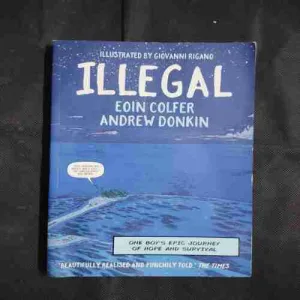 ILLUSTRATED BY GIOVANNI RIGANO
ILLEGAL
EOIN COLFER
ANDREW DONKIN
ONE BOY'S EPIC JOURNEY
OF HOPE AND SURVIVAL
"BEAUTIFULLY REALISED AND PUNCHILY TOLD." THE TIMES